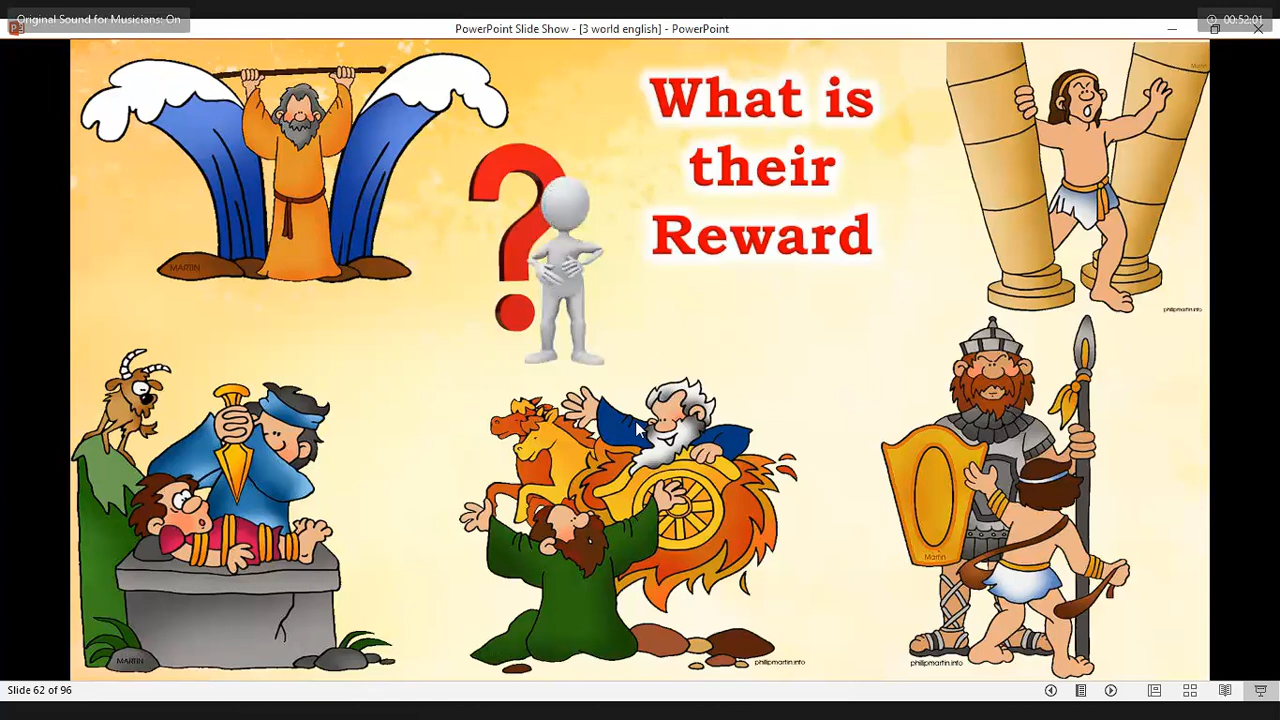 Original Sound for Musicians: On
00:52:01
PowerPoint Slide Show - [3 world english] - PowerPoint
What is
their
Reward
Martin
MARTIN
phillipmartin.info
Martin
MARTIN
phillipmartin.info
phillipmartin.info
Slide 62 of 96